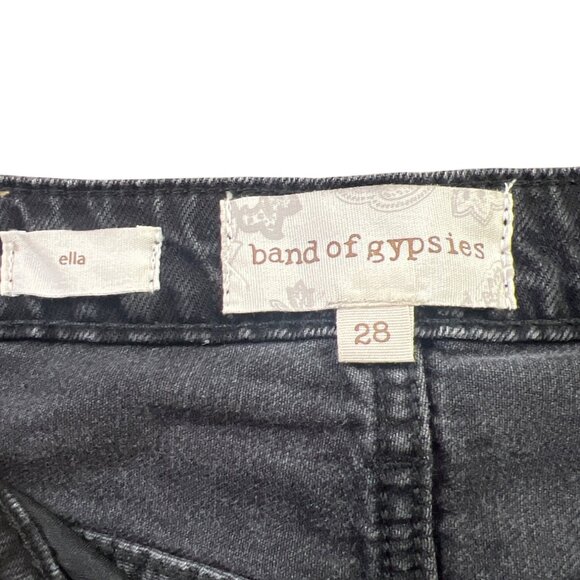 ella
band of gypsies
28